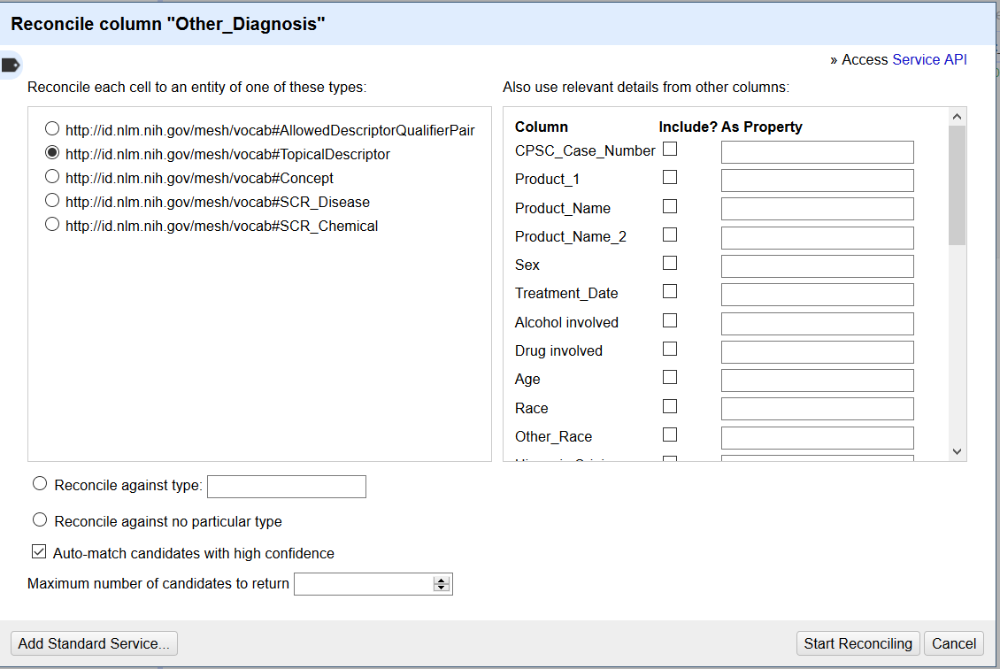 Reconcile column "Other_Diagnosis"
» Access Service API
Reconcile each cell to an entity of one of these types:
http://id.nlm.nih.gov/mesh/vocab#AllowedDescriptorQualifierPair
http://id.nlm.nih.gov/mesh/vocab#TopicalDescriptor
http://id.nlm.nih.gov/mesh/vocab#Concept
http://id.nlm.nih.gov/mesh/vocab#SCR_Disease
http://id.nlm.nih.gov/mesh/vocab#SCR_Chemical
Also use relevant details from other columns:
Column Include? As Property
CPSC_Case_Number
Product_1
Product_Name
Product_Name_2
Sex
Treatment_Date
Alcohol involved
Drug involved
Age
Race
Other_Race
Reconcile against type:
Reconcile against no particular type
Auto-match candidates with high confidence
Maximum number of candidates to return
Add Standard Service...
Start Reconciling
Cancel